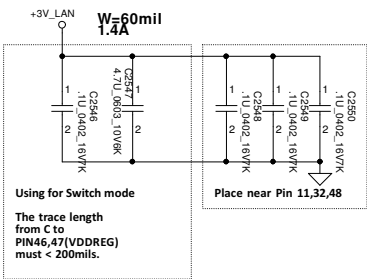 +3V_LAN
W=60mil
1.4A
1
2
C2546
.1U_0402_16V7K
1
2
C2547
4.7U_0603_10V6K
1
2
C2548
.1U_0402_16V7K
1
2
C2549
.1U_0402_16V7K
1
2
C2550
.1U_0402_16V7K
Using for Switch mode
The trace length
from C to
PIN46,47(VDDREG)
must < 200mils.
Place near Pin 11,32,48